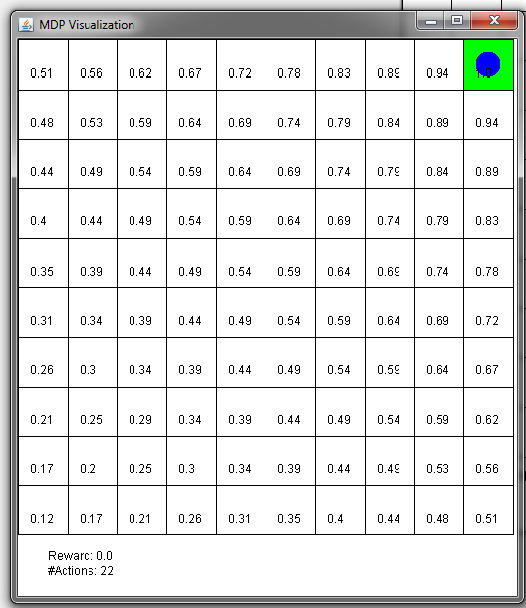 MDP Visualization
0.51 0.56 0.62 0.67 0.72 0.78 0.83 0.89 0.94 1.0
0.48 0.53 0.59 0.64 0.69 0.74 0.79 0.84 0.89 0.94
0.44 0.49 0.54 0.59 0.64 0.69 0.74 0.79 0.84 0.89
0.4 0.44 0.49 0.54 0.59 0.64 0.69 0.74 0.79 0.83
0.35 0.39 0.44 0.49 0.54 0.59 0.64 0.69 0.74 0.78
0.31 0.34 0.39 0.44 0.49 0.54 0.59 0.64 0.69 0.72
0.26 0.3 0.34 0.39 0.44 0.49 0.54 0.59 0.64 0.67
0.21 0.25 0.29 0.34 0.39 0.44 0.49 0.54 0.59 0.62
0.17 0.2 0.25 0.3 0.34 0.39 0.44 0.49 0.53 0.56
0.12 0.17 0.21 0.26 0.31 0.35 0.4 0.44 0.48 0.51
Reward: 0.0
#Actions: 22